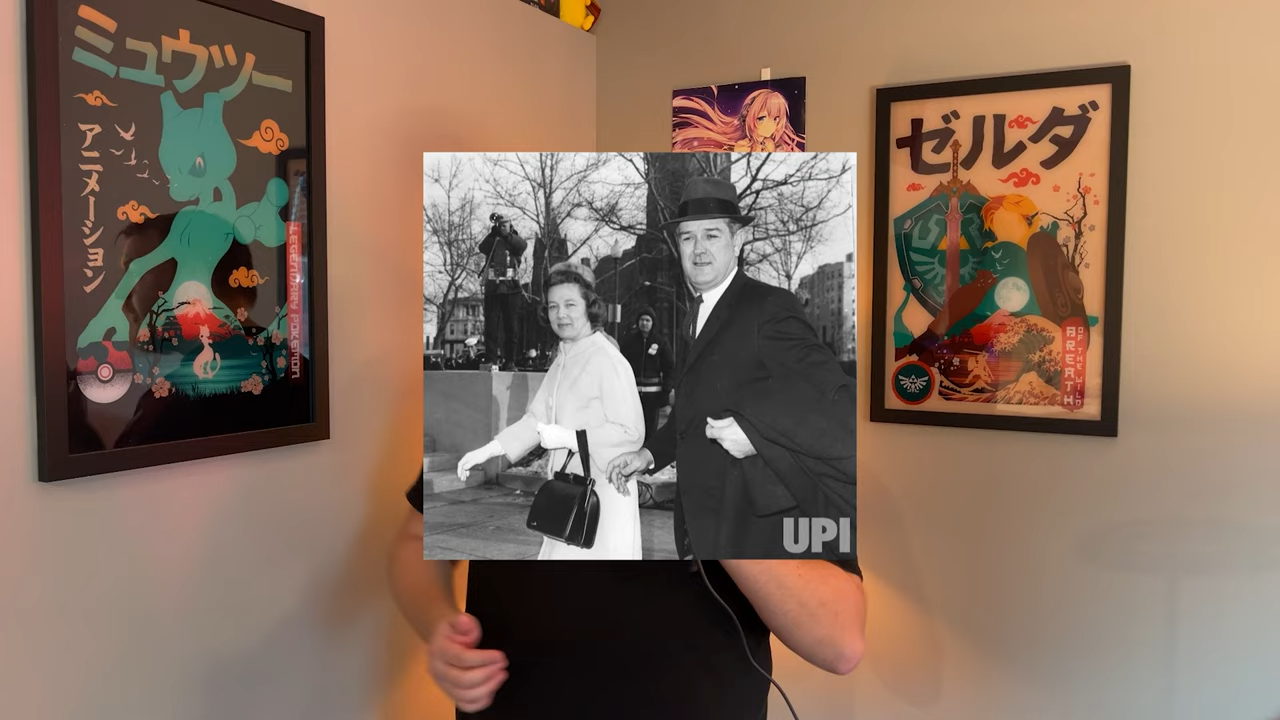 ミュウツー
アニメーション
LEGENDARY POKEMON
UPI
ゼルダ
BREATH
OF THE WILD